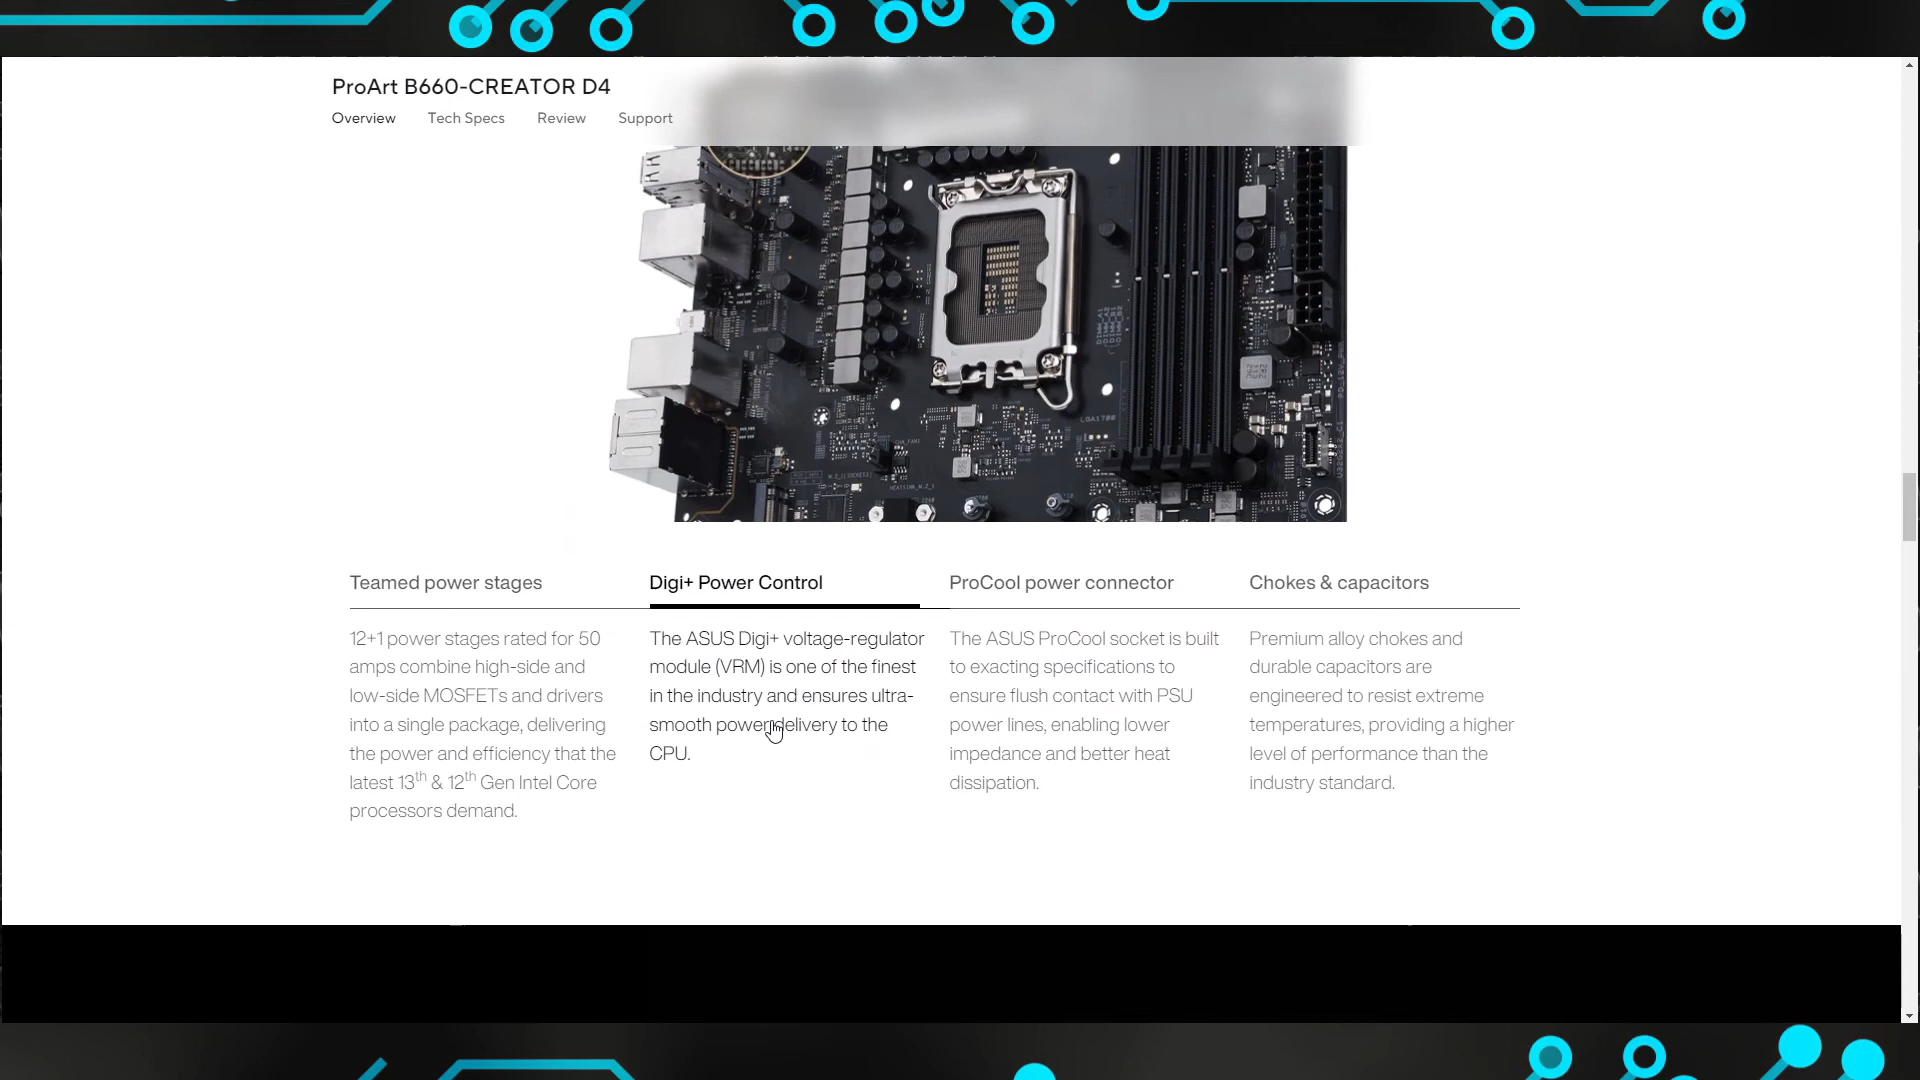 ProArt B660-CREATOR D4
Overview
Tech Specs
Review
Support
LGA1700
Teamed power stages
12+1 power stages rated for 50
amps combine high-side and
low-side MOSFETs and drivers
into a single package, delivering
the power and efficiency that the
latest 13th & 12th Gen Intel Core
processors demand.
Digi+ Power Control
The ASUS Digi+ voltage-regulator
module (VRM) is one of the finest
in the industry and ensures ultra-
smooth power delivery to the
CPU.
ProCool power connector
The ASUS ProCool socket is built
to exacting specifications to
ensure flush contact with PSU
power lines, enabling lower
impedance and better heat
dissipation.
Chokes & capacitors
Premium alloy chokes and
durable capacitors are
engineered to resist extreme
temperatures, providing a higher
level of performance than the
industry standard.